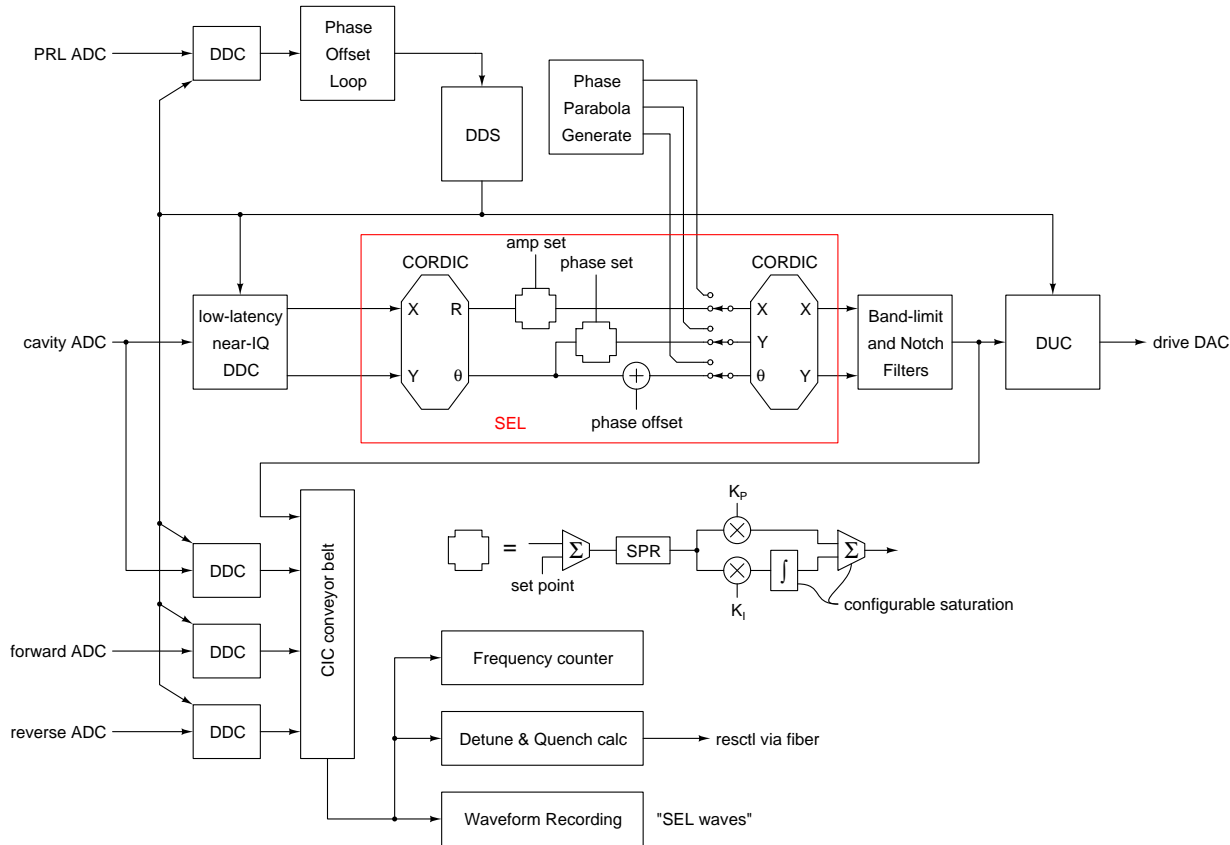 PRL ADC
DDC
Phase
Offset
Loop
DDS
Phase
Parabola
Generate
amp set
phase set
CORDIC
CORDIC
cavity ADC
low-latency
near-IQ
DDC
X
R
Y
θ
phase offset
SEL
X
Y
θ
X
Y
Band-limit
and Notch
Filters
DUC
drive DAC
DDC
forward ADC
DDC
reverse ADC
DDC
CIC conveyor belt
=
set point
Σ
SPR
K_P
K_I
∫
Σ
configurable saturation
Frequency counter
Detune & Quench calc
resctl via fiber
Waveform Recording
"SEL waves"